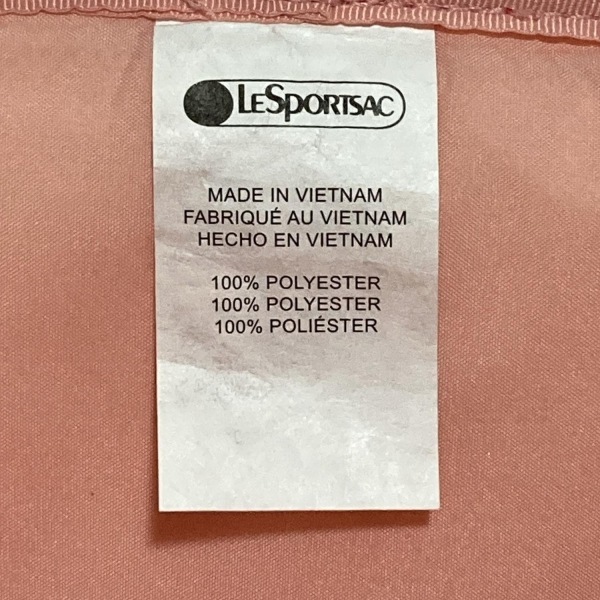 LESPORTSAC
MADE IN VIETNAM
FABRIQUÉ AU VIETNAM
HECHO EN VIETNAM
100% POLYESTER
100% POLYESTER
100% POLIÉSTER